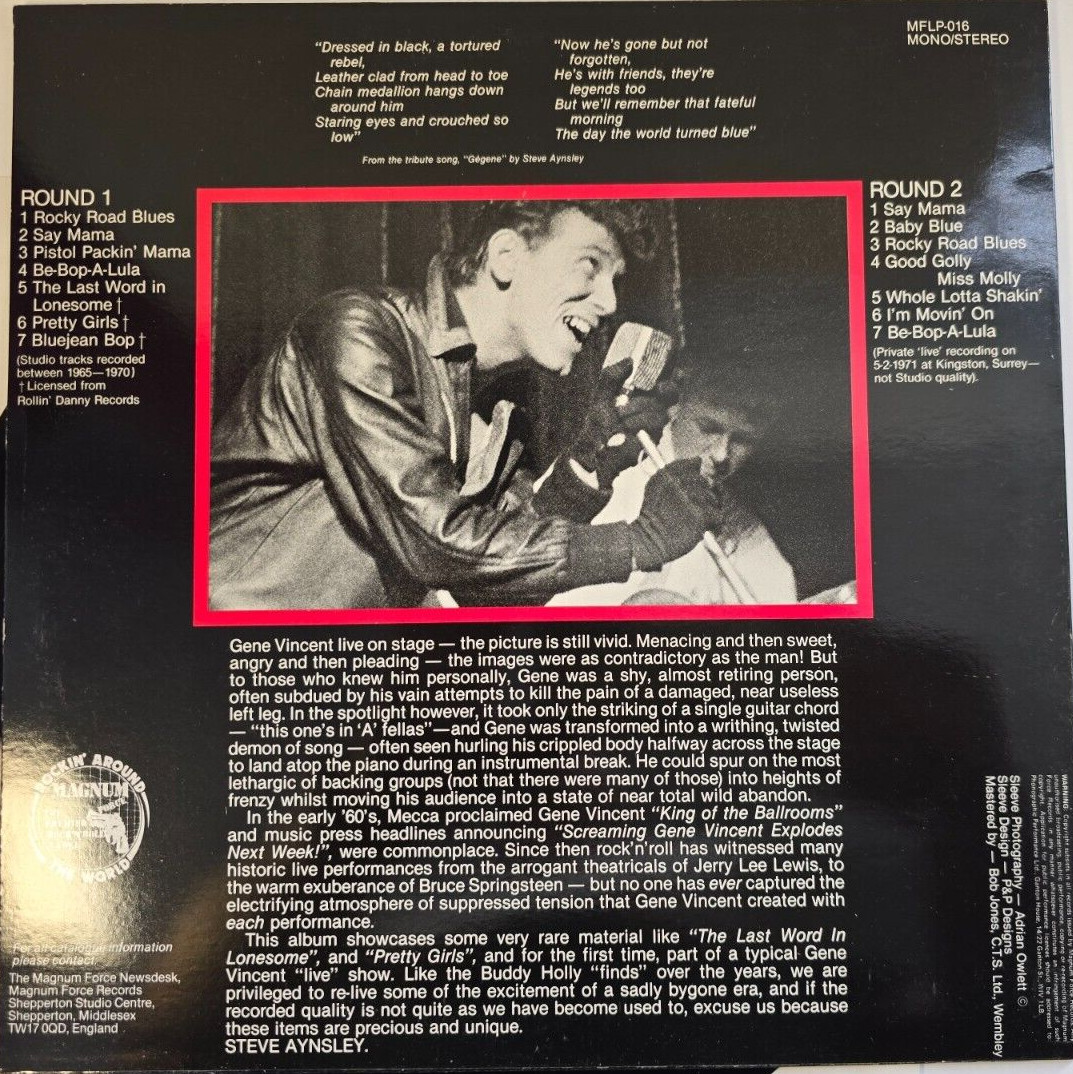 MFLP-016
MONO/STEREO
“Dressed in black, a tortured
rebel,
Leather clad from head to toe
Chain medallion hangs down
around him
Staring eyes and crouched so
low”
“Now he's gone but not
forgotten,
He's with friends, they're
legends too
But we'll remember that fateful
morning
The day the world turned blue”
From the tribute song, “Gégene” by Steve Aynsley
ROUND 1
1 Rocky Road Blues
2 Say Mama
3 Pistol Packin' Mama
4 Be-Bop-A-Lula
5 The Last Word in
Lonesome †
6 Pretty Girls †
7 Bluejean Bop †
(Studio tracks recorded
between 1965—1970)
† Licensed from
Rollin' Danny Records
ROUND 2
1 Say Mama
2 Baby Blue
3 Rocky Road Blues
4 Good Golly
Miss Molly
5 Whole Lotta Shakin'
6 I'm Movin' On
7 Be-Bop-A-Lula
(Private 'live' recording on
5-2-1971 at Kingston, Surrey—
not Studio quality).
Gene Vincent live on stage — the picture is still vivid. Menacing and then sweet,
angry and then pleading — the images were as contradictory as the man! But
to those who knew him personally, Gene was a shy, almost retiring person,
often subdued by his vain attempts to kill the pain of a damaged, near useless
left leg. In the spotlight however, it took only the striking of a single guitar chord
— “this one's in 'A' fellas”—and Gene was transformed into a writhing, twisted
demon of song — often seen hurling his crippled body halfway across the stage
to land atop the piano during an instrumental break. He could spur on the most
lethargic of backing groups (not that there were many of those) into heights of
frenzy whilst moving his audience into a state of near total wild abandon.
In the early '60's, Mecca proclaimed Gene Vincent “King of the Ballrooms”
and music press headlines announcing “Screaming Gene Vincent Explodes
Next Week!”, were commonplace. Since then rock'n'roll has witnessed many
historic live performances from the arrogant theatricals of Jerry Lee Lewis, to
the warm exuberance of Bruce Springsteen — but no one has ever captured the
electrifying atmosphere of suppressed tension that Gene Vincent created with
each performance.
This album showcases some very rare material like “The Last Word In
Lonesome”, and “Pretty Girls”, and for the first time, part of a typical Gene
Vincent “live” show. Like the Buddy Holly “finds” over the years, we are
privileged to re-live some of the excitement of a sadly bygone era, and if the
recorded quality is not quite as we have become used to, excuse us because
these items are precious and unique.
STEVE AYNSLEY.
ROCKIN' AROUND
MAGNUM
FORCE
THE WORLD
For all catalogue information
please contact:
The Magnum Force Newsdesk,
Magnum Force Records
Shepperton Studio Centre,
Shepperton, Middlesex
TW17 0QD, England
Sleeve Photography — Adrian Owlett ©
Sleeve Design — P&P Designs
Mastered by — Bob Jones, C.T.S. Ltd., Wembley
WARNING: Copyright subsists in all records issued by Magnum